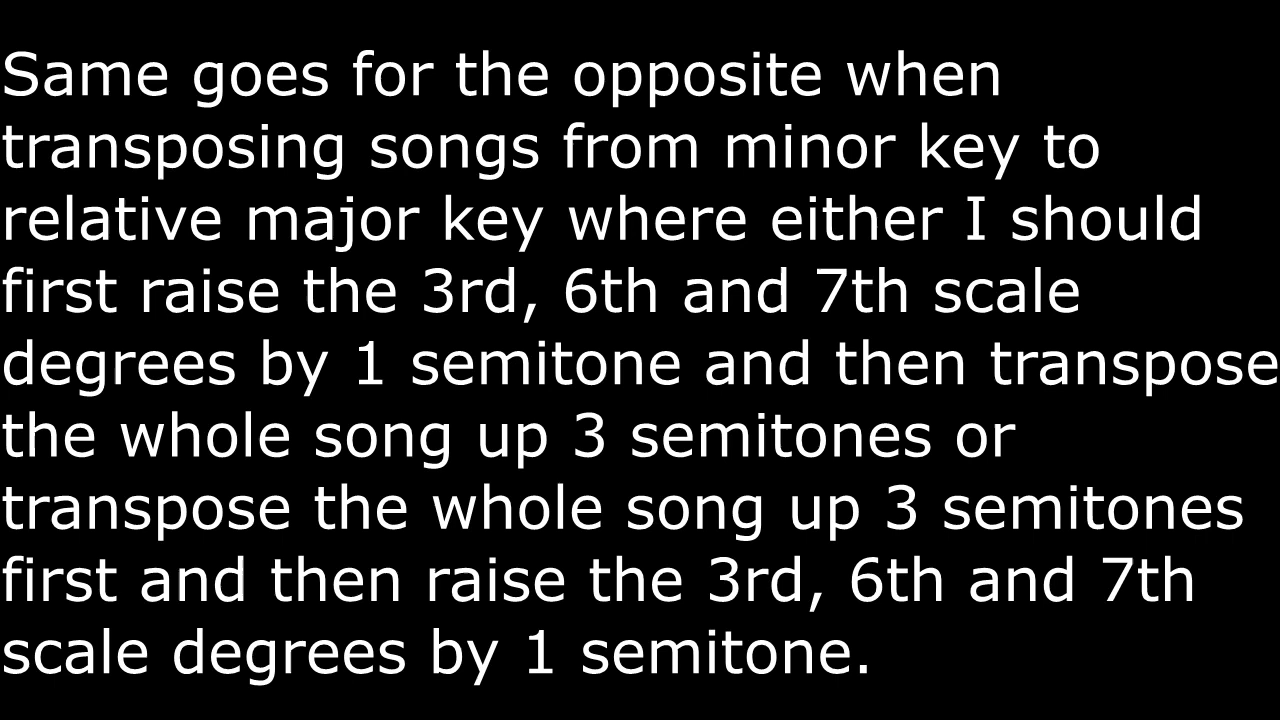 Same goes for the opposite when
transposing songs from minor key to
relative major key where either I should
first raise the 3rd, 6th and 7th scale
degrees by 1 semitone and then transpose
the whole song up 3 semitones or
transpose the whole song up 3 semitones
first and then raise the 3rd, 6th and 7th
scale degrees by 1 semitone.